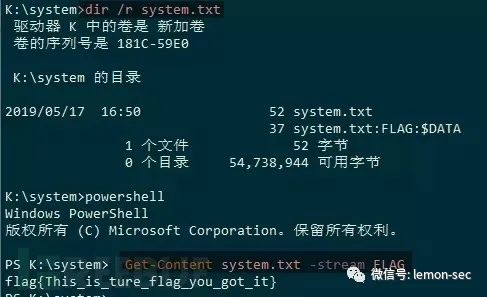 K:\system>dir /r system.txt
驱动器 K 中的卷是 新加卷
卷的序列号是 181C-59E0
K:\system 的目录
2019/05/17 16:50 52 system.txt
37 system.txt:FLAG:$DATA
1 个文件 52 字节
0 个目录 54,738,944 可用字节
K:\system>powershell
Windows PowerShell
版权所有 (C) Microsoft Corporation。保留所有权利。
PS K:\system> Get-Content system.txt -stream FLAG
flag{This_is_ture_flag_you_got_it}
微信号: lemon-sec
PS K:\system>